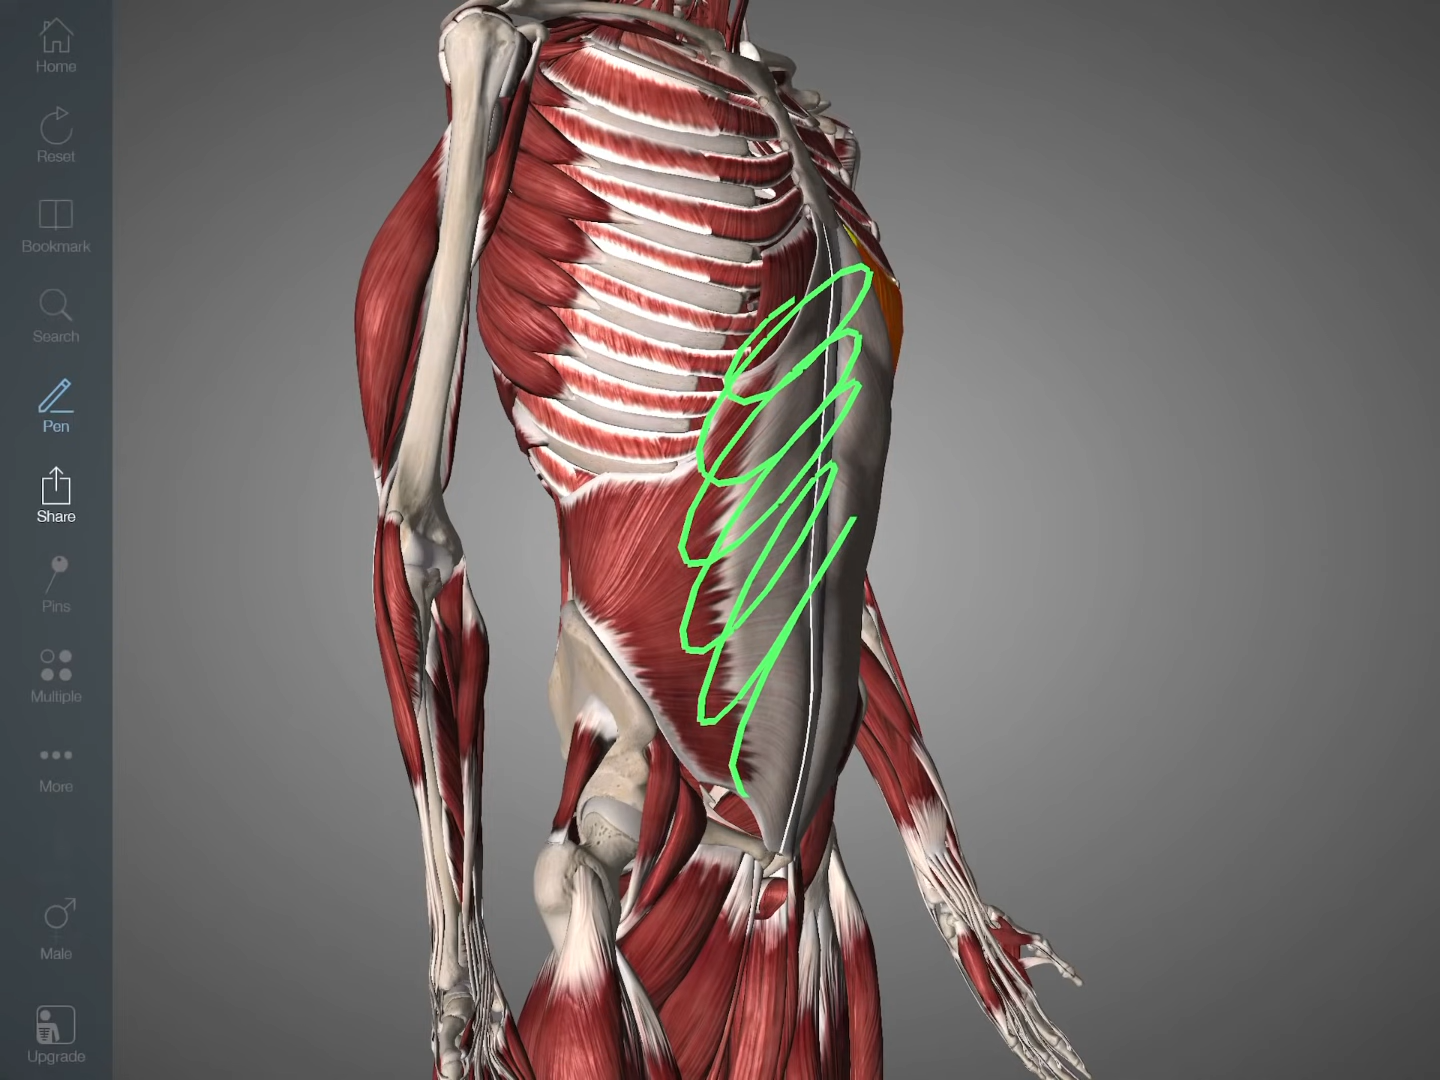 Home
Reset
Bookmark
Search
Pen
Share
Pins
Multiple
More
Male
Upgrade